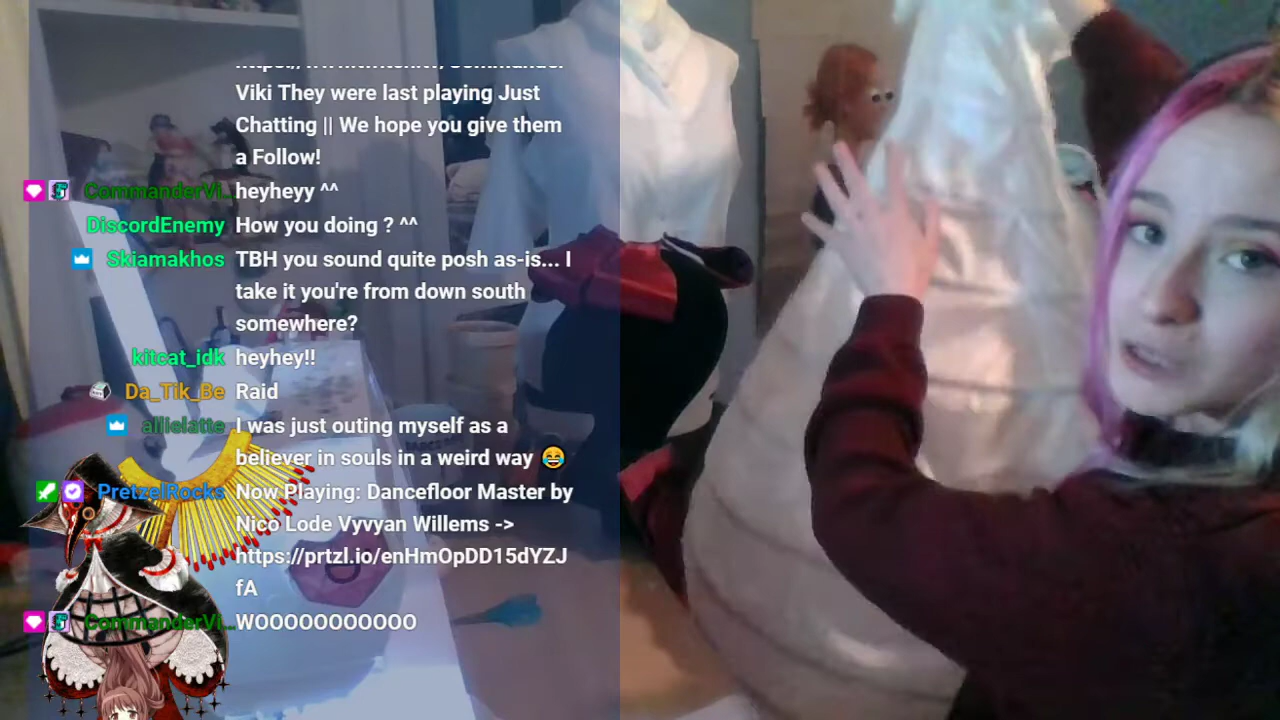 Viki They were last playing Just
Chatting || We hope you give them
a Follow!
CommanderVi... heyheyy ^^
DiscordEnemy How you doing ? ^^
Skiamakhos TBH you sound quite posh as-is... I
take it you're from down south
somewhere?
kitcat_idk heyhey!!
Da_Tik_Be Raid
allielatte I was just outing myself as a
believer in souls in a weird way 😂
PretzelRocks Now Playing: Dancefloor Master by
Nico Lode Vyvyan Willems ->
https://prtzl.io/enHmOpDD15dYZJ
fA
CommanderVi... WOOOOOOOOOOO